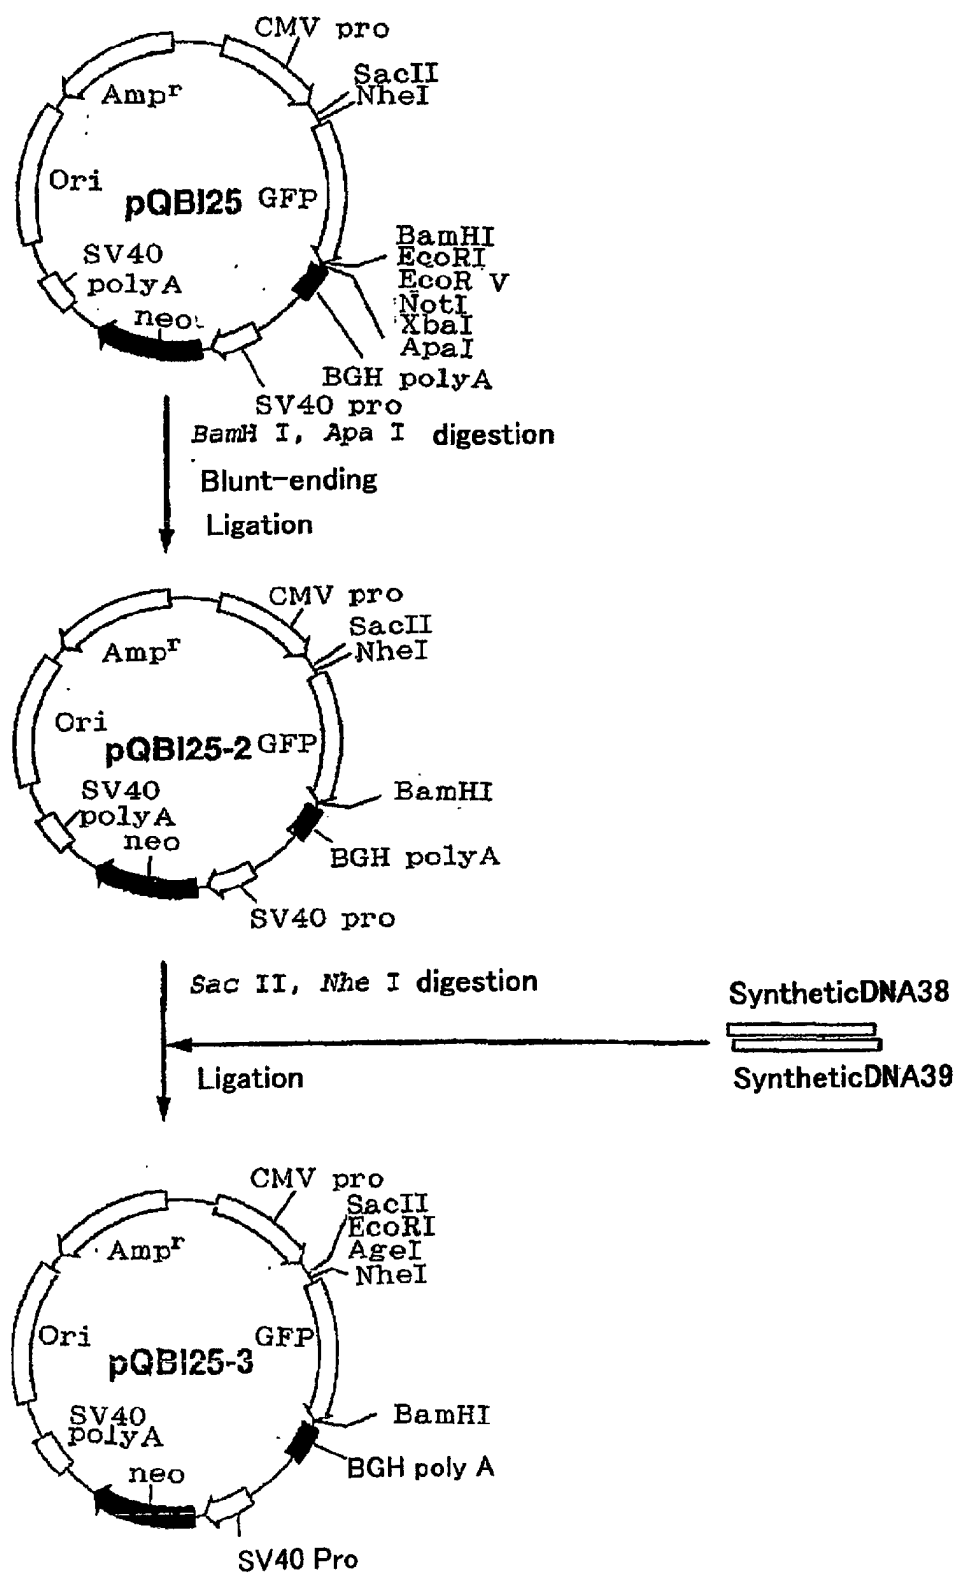 CMV pro
SacII
NheI
Ampr
Ori
pQBI25
GFP
SV40
polyA
neo
BamHI
EcoRI
EcoR V
NotI
XbaI
ApaI
BGH polyA
SV40 pro
BamH I, Apa I digestion
Blunt-ending
Ligation
CMV pro
SacII
NheI
Ampr
Ori
pQBI25-2
GFP
SV40
polyA
neo
BamHI
BGH polyA
SV40 pro
Sac II, Nhe I digestion
SyntheticDNA38
SyntheticDNA39
Ligation
CMV pro
SacII
EcoRI
AgeI
NheI
Ampr
Ori
GFP
pQBI25-3
SV40
polyA
neo
BamHI
BGH poly A
SV40 Pro